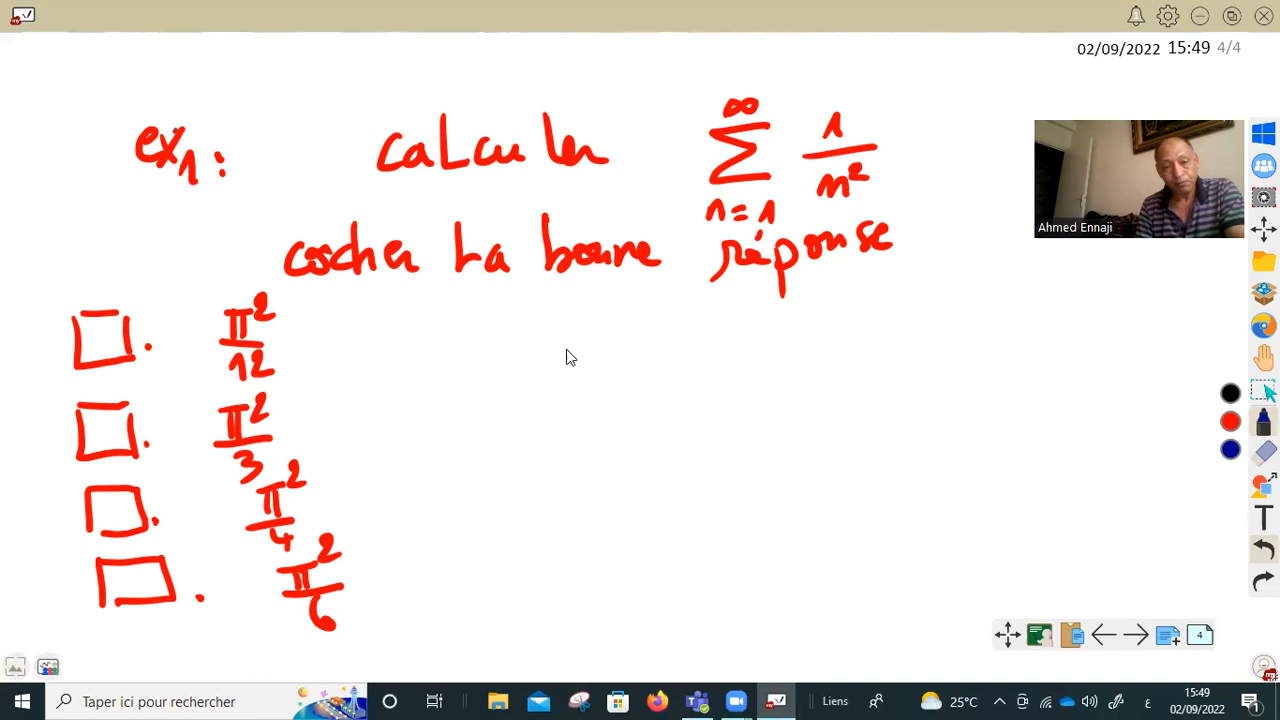 02/09/2022 15:49 4/4
ex1 : calculer ∑ n=1 ∞ 1/n²
cocher la bonne réponse
Ahmed Ennaji
□ . π²/12
□ . π²/3
□ . π²/4
□ . π²/6
4
Taper ici pour rechercher
Liens
25°C
15:49
02/09/2022
1